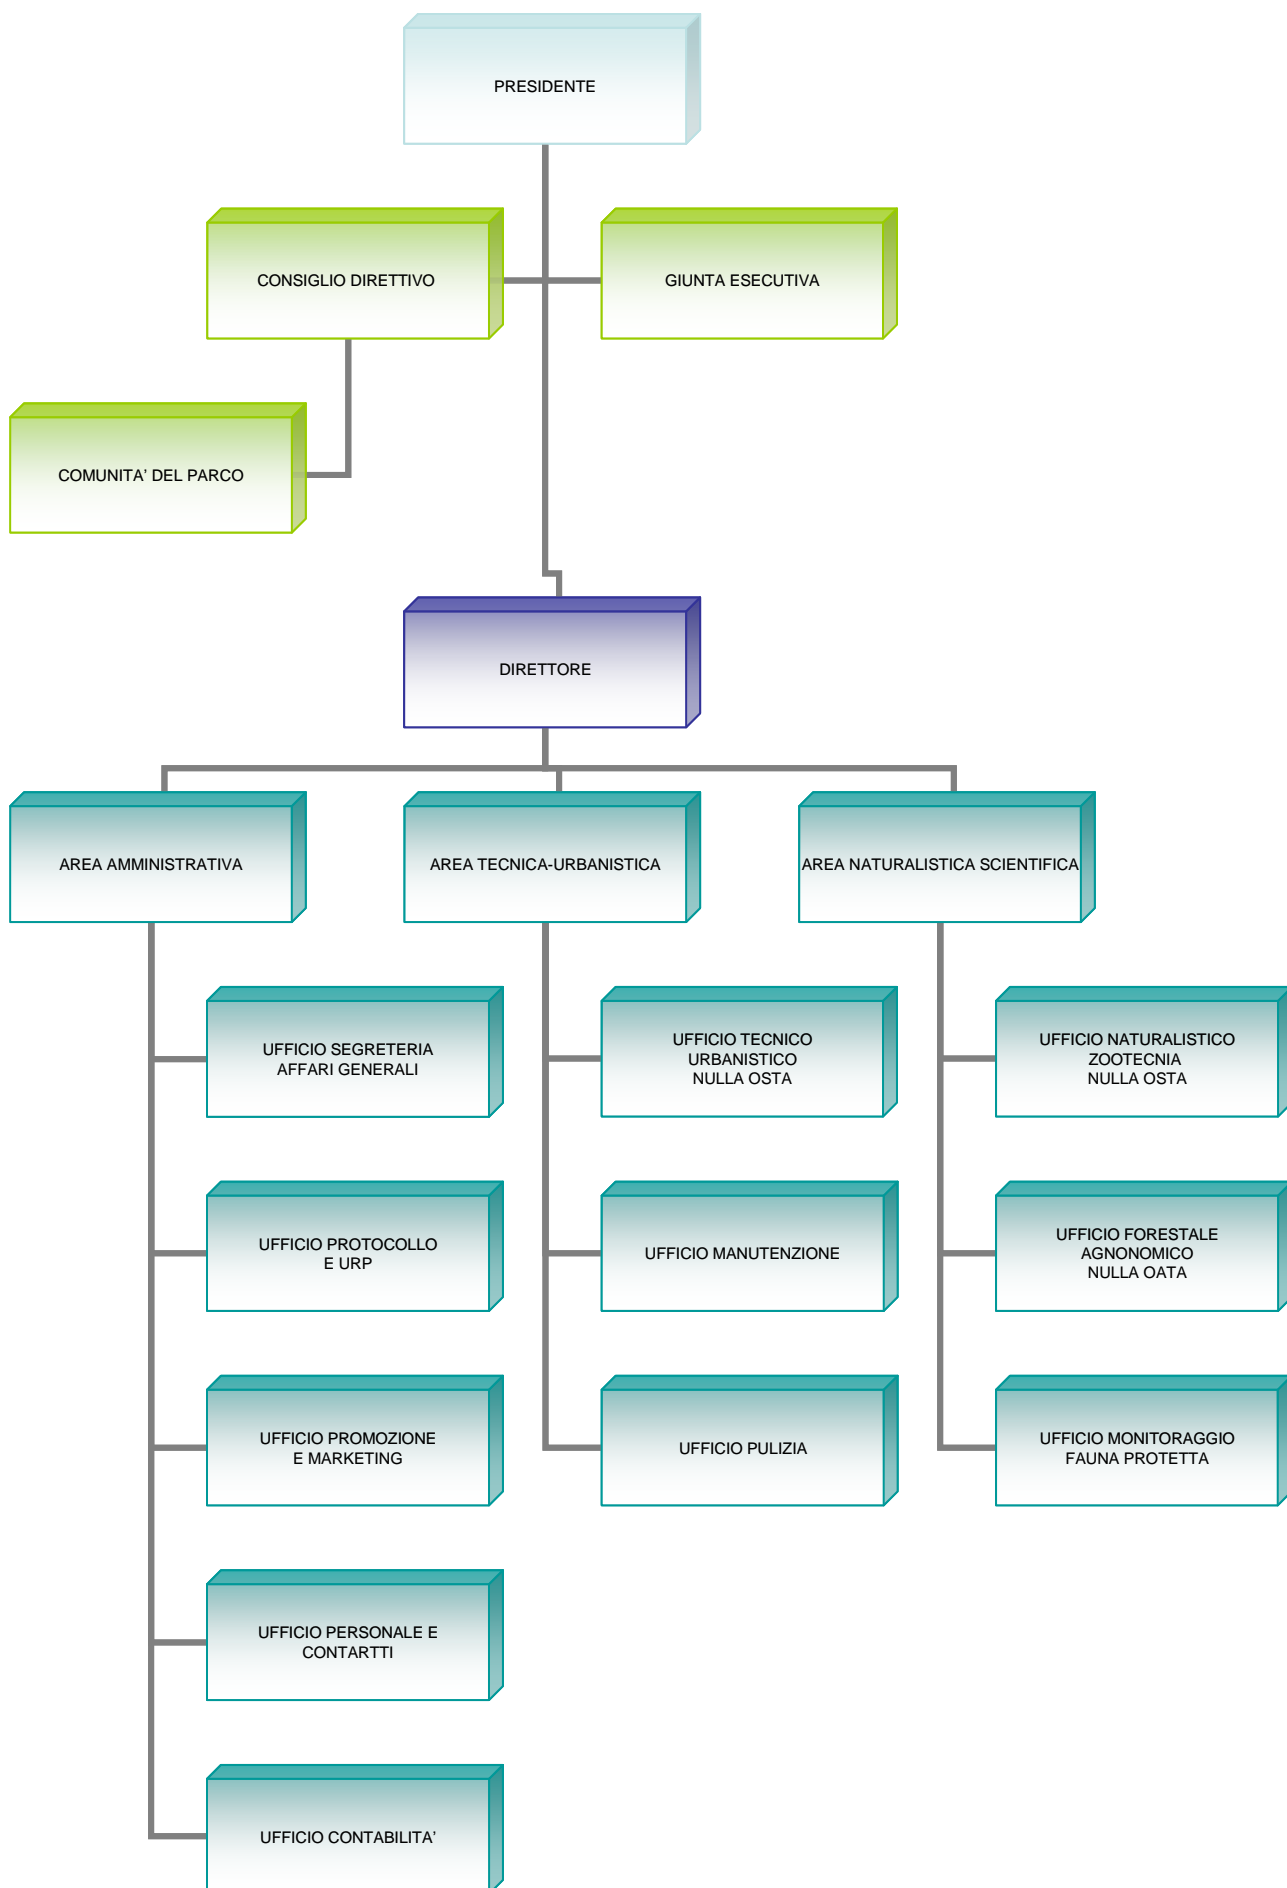 PRESIDENTE
CONSIGLIO DIRETTIVO
GIUNTA ESECUTIVA
COMUNITA’ DEL PARCO
DIRETTORE
AREA AMMINISTRATIVA
AREA TECNICA-URBANISTICA
AREA NATURALISTICA SCIENTIFICA
UFFICIO SEGRETERIA
AFFARI GENERALI
UFFICIO TECNICO
URBANISTICO
NULLA OSTA
UFFICIO NATURALISTICO
ZOOTECNIA
NULLA OSTA
UFFICIO PROTOCOLLO
E URP
UFFICIO MANUTENZIONE
UFFICIO FORESTALE
AGNONOMICO
NULLA OATA
UFFICIO PROMOZIONE
E MARKETING
UFFICIO PULIZIA
UFFICIO MONITORAGGIO
FAUNA PROTETTA
UFFICIO PERSONALE E
CONTARTTI
UFFICIO CONTABILITA’